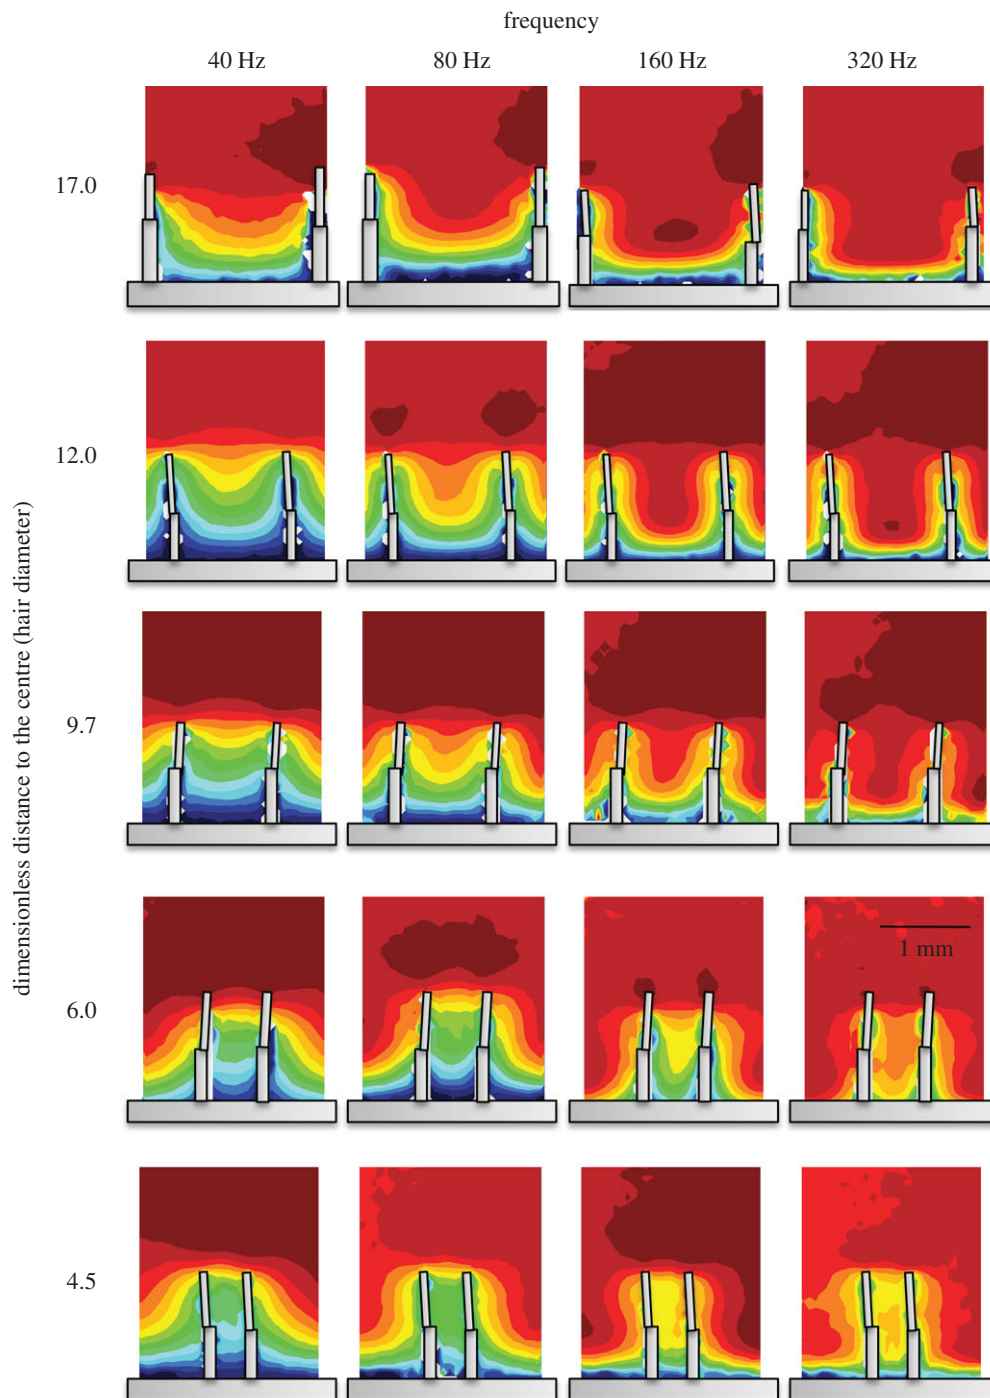 frequency
40 Hz
80 Hz
160 Hz
320 Hz
dimensionless distance to the centre (hair diameter)
17.0
12.0
9.7
6.0
1 mm
4.5